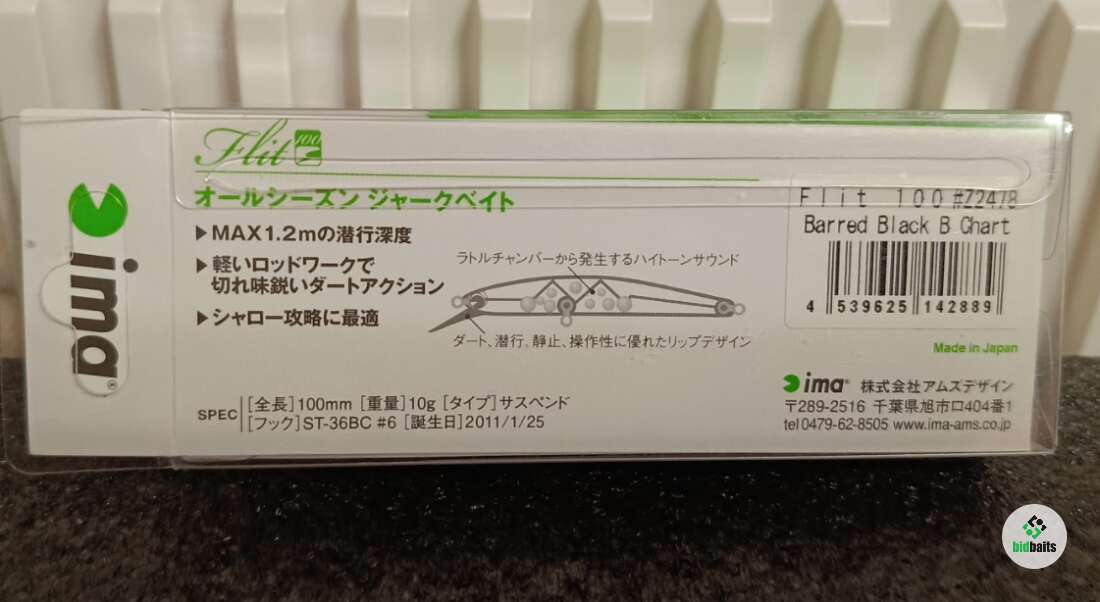 ima®
Flit 100
オールシーズン ジャークベイト
▶MAX1.2mの潜行深度
▶軽いロッドワークで
切れ味鋭いダートアクション
▶シャロー攻略に最適
ラトルチャンバーから発生するハイトーンサウンド
ダート、潜行、静止、操作性に優れたリップデザイン
SPEC
[全長]100mm [重量]10g [タイプ]サスペンド
[フック]ST-36BC #6 [誕生日]2011/1/25
Flit 100 #Z2478
Barred Black B Chart
4 539625 142889
Made in Japan
ima® 株式会社アムズデザイン
〒289-2516 千葉県旭市ロ404番1
tel 0479-62-8505 www.ima-ams.co.jp
bidbaits